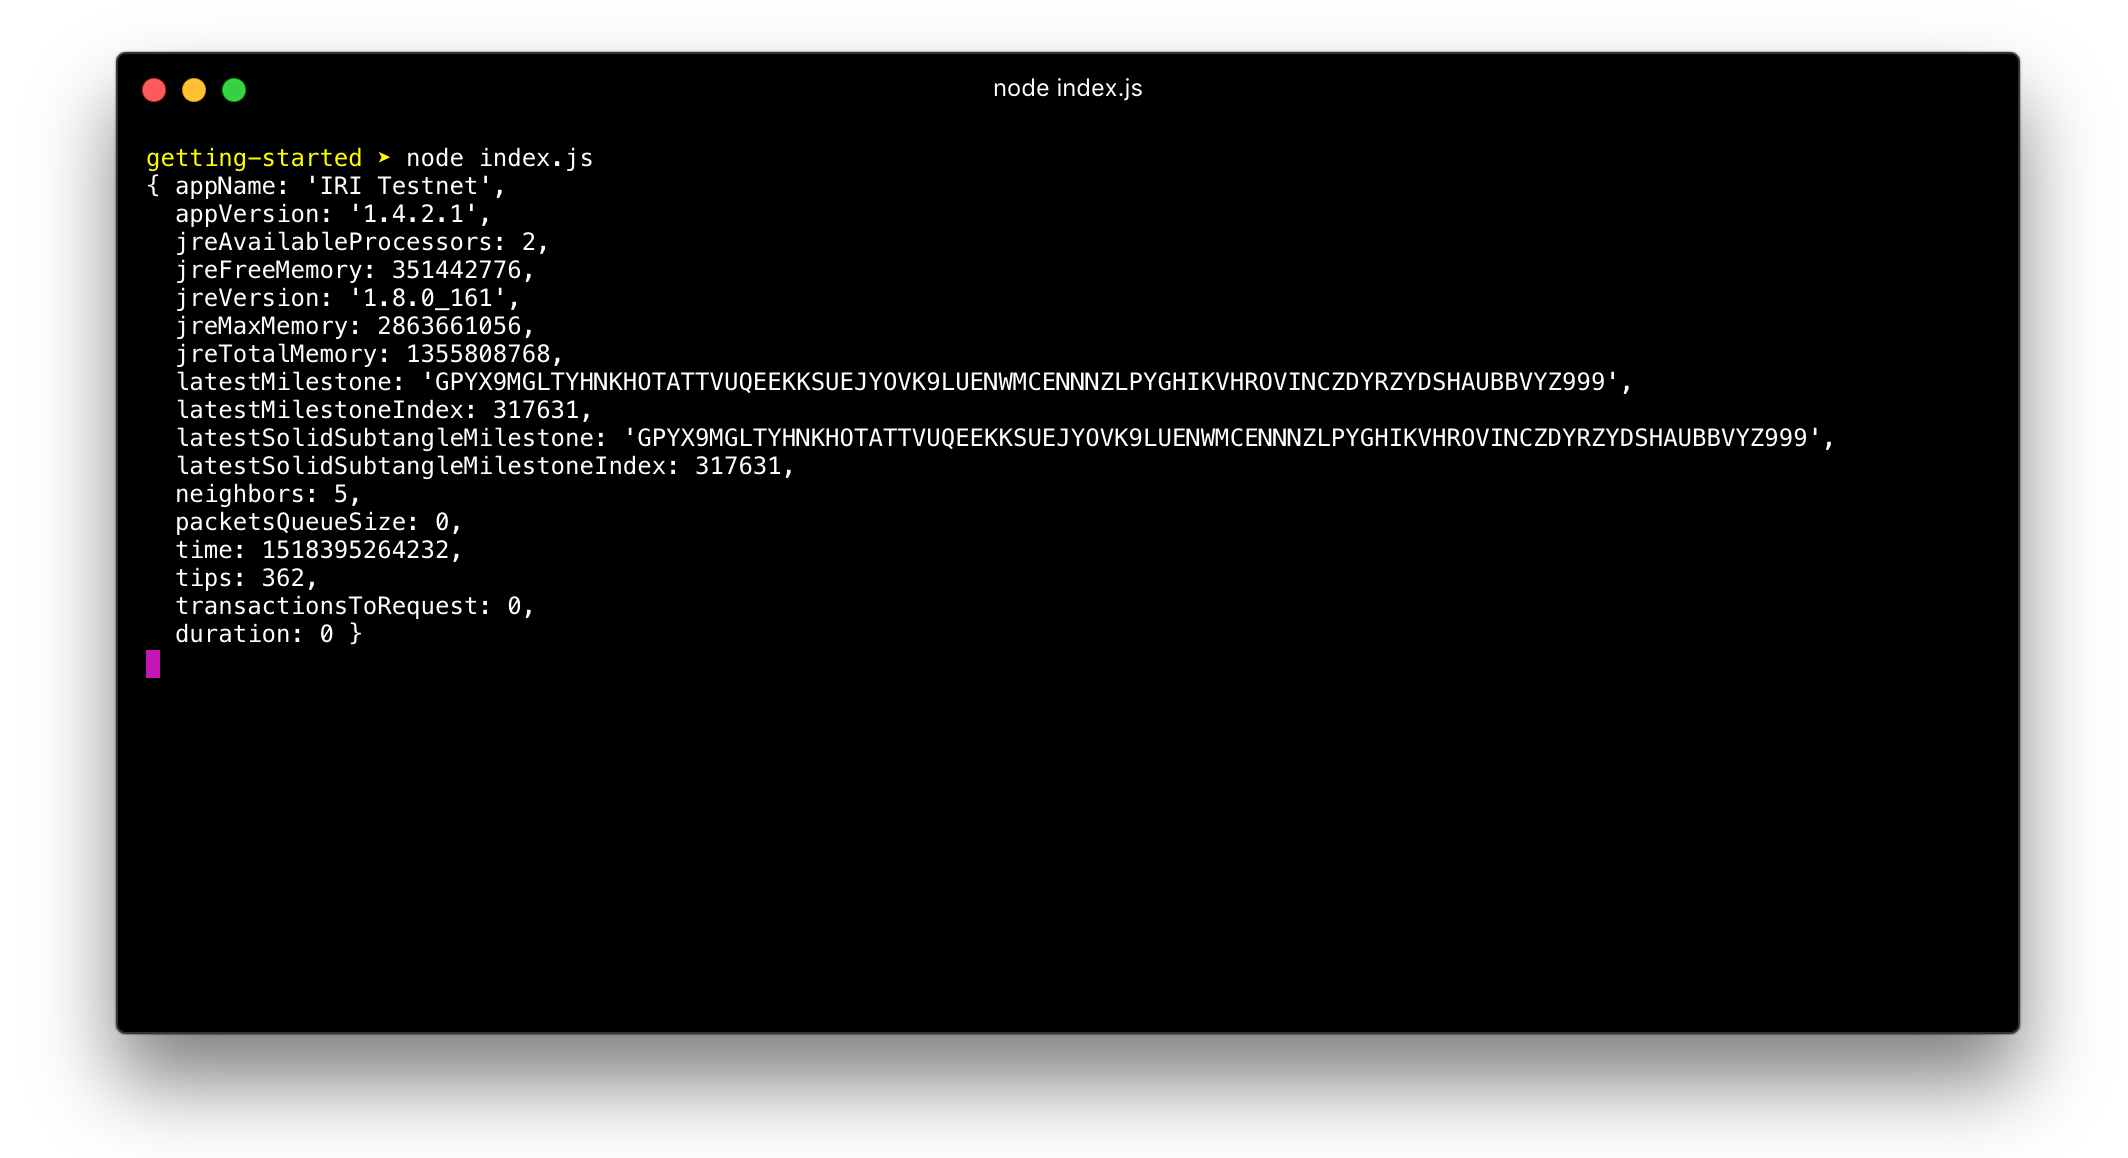 node index.js
getting-started ➤ node index.js
{ appName: 'IRI Testnet',
  appVersion: '1.4.2.1',
  jreAvailableProcessors: 2,
  jreFreeMemory: 351442776,
  jreVersion: '1.8.0_161',
  jreMaxMemory: 2863661056,
  jreTotalMemory: 1355808768,
  latestMilestone: 'GPYX9MGLTYHNKHOTATTVUQEEKKSUEJYOVK9LUENWMCENNNZLPYGHIKVHROVINCZDYRZYDSHAUBBVYZ999',
  latestMilestoneIndex: 317631,
  latestSolidSubtangleMilestone: 'GPYX9MGLTYHNKHOTATTVUQEEKKSUEJYOVK9LUENWMCENNNZLPYGHIKVHROVINCZDYRZYDSHAUBBVYZ999',
  latestSolidSubtangleMilestoneIndex: 317631,
  neighbors: 5,
  packetsQueueSize: 0,
  time: 1518395264232,
  tips: 362,
  transactionsToRequest: 0,
  duration: 0 }